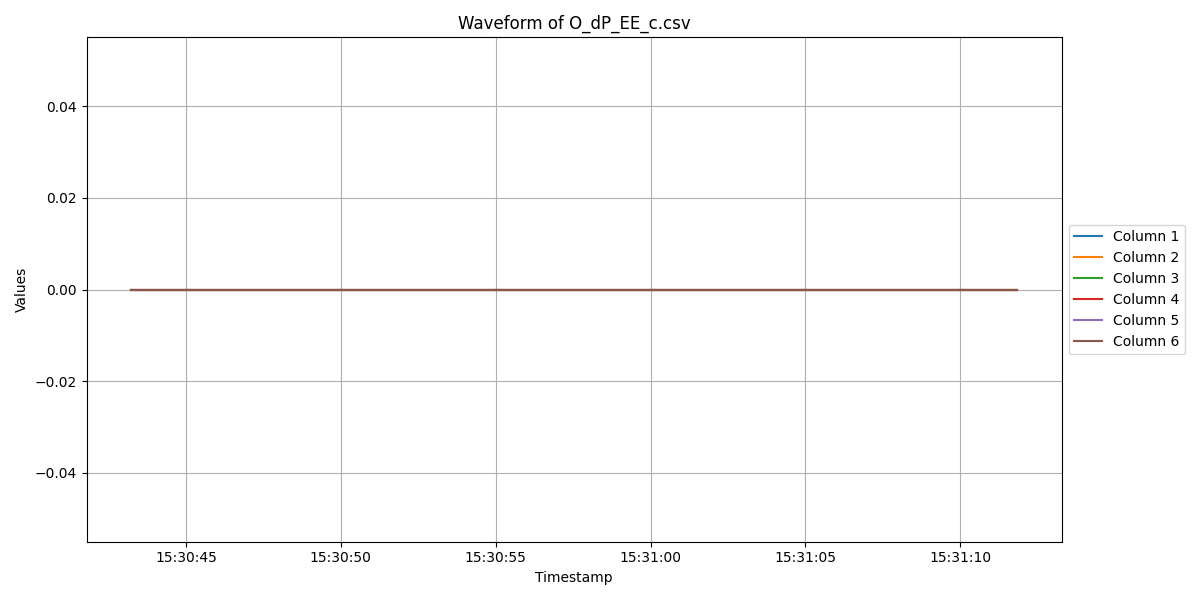 Waveform of O_dP_EE_c.csv
Values
0.04
0.02
0.00
−0.02
−0.04
15:30:45 15:30:50 15:30:55 15:31:00 15:31:05 15:31:10
Timestamp
Column 1
Column 2
Column 3
Column 4
Column 5
Column 6